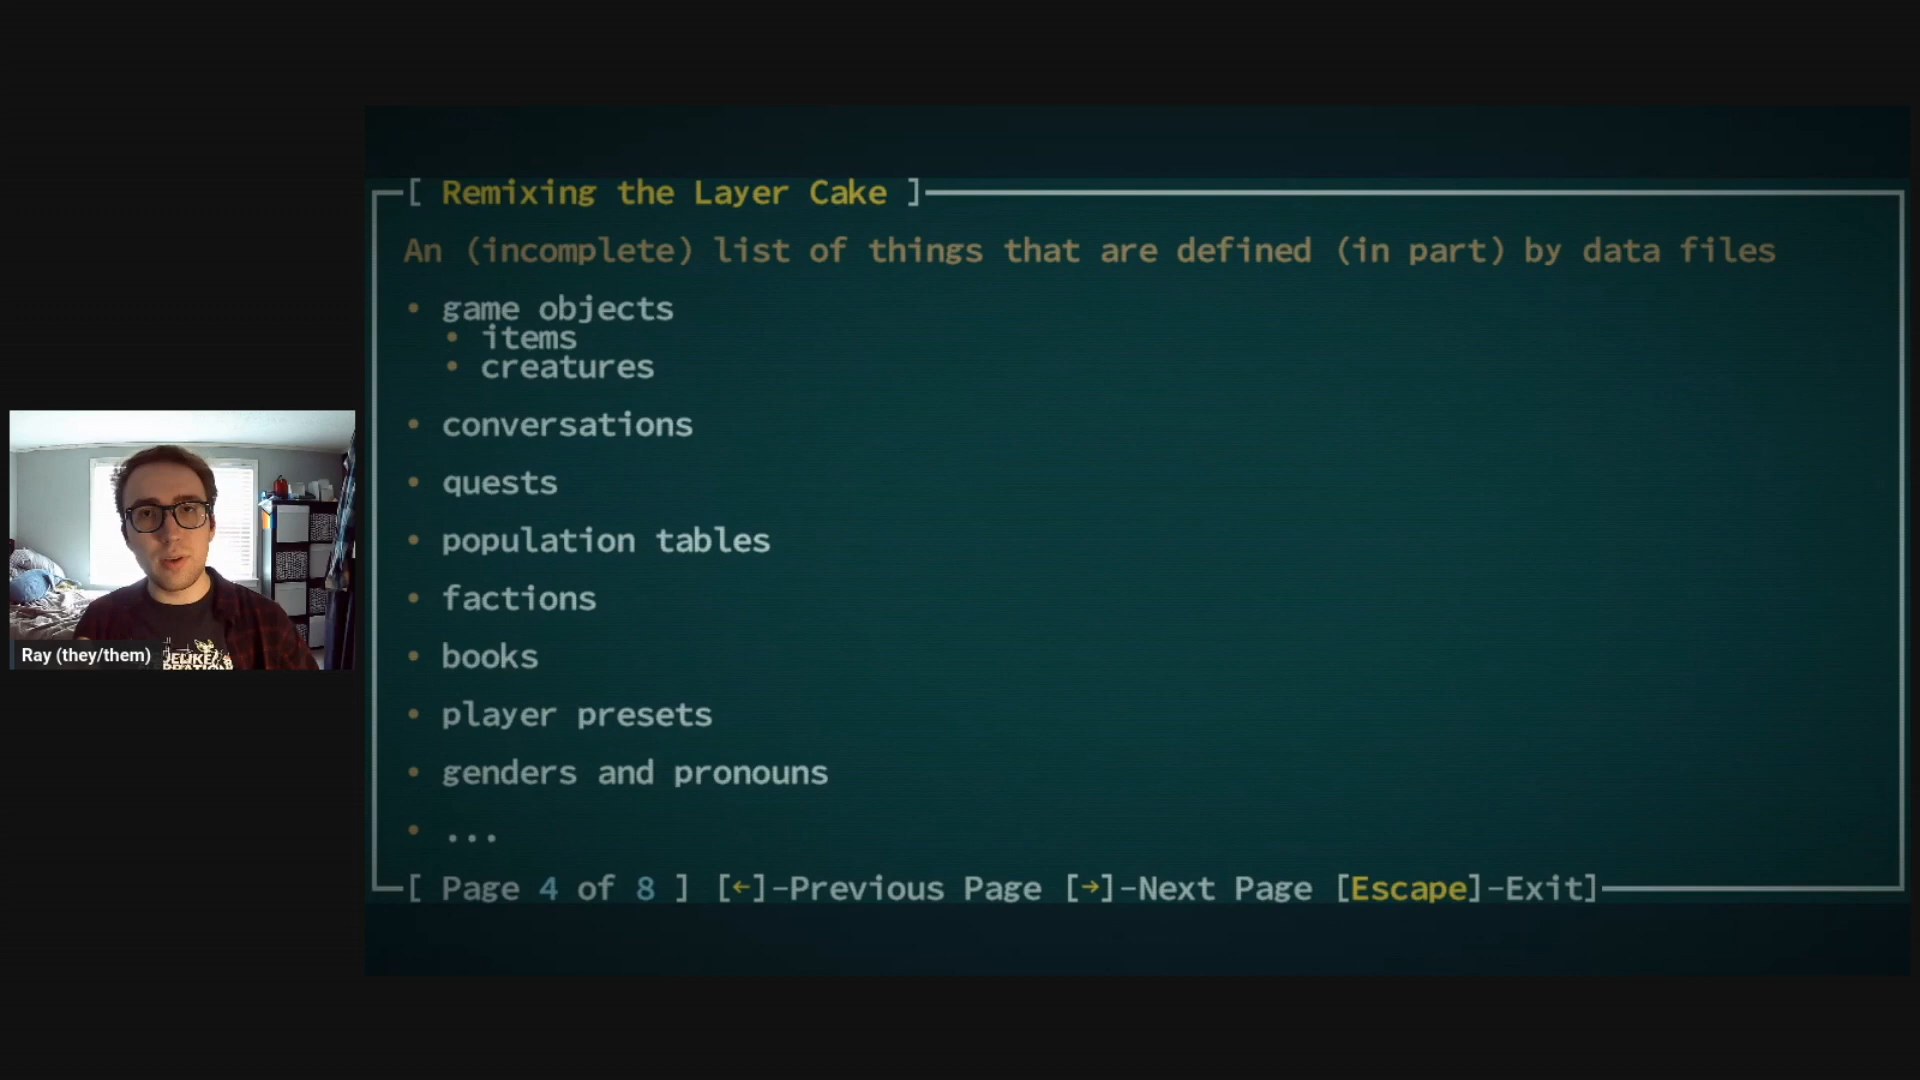 [ Remixing the Layer Cake ]
An (incomplete) list of things that are defined (in part) by data files
• game objects
• items
• creatures
• conversations
• quests
• population tables
• factions
• books
• player presets
• genders and pronouns
• ...
[ Page 4 of 8 ] [←]-Previous Page [→]-Next Page [Escape]-Exit]
Ray (they/them)